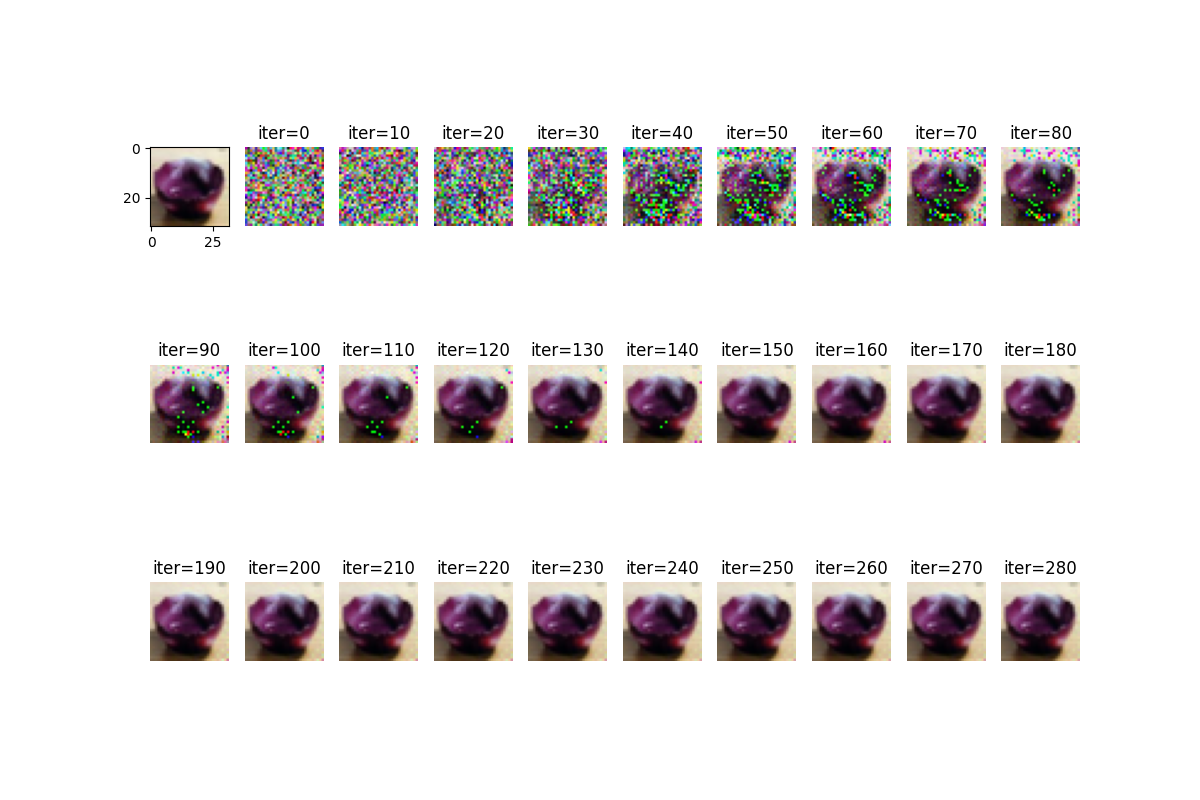 iter=0 iter=10 iter=20 iter=30 iter=40 iter=50 iter=60 iter=70 iter=80
0
20
0 25
iter=90 iter=100 iter=110 iter=120 iter=130 iter=140 iter=150 iter=160 iter=170 iter=180
iter=190 iter=200 iter=210 iter=220 iter=230 iter=240 iter=250 iter=260 iter=270 iter=280